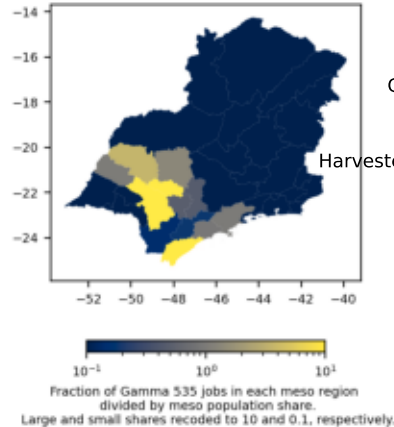 −14
−16
−18
−20
−22
−24
−52 −50 −48 −46 −44 −42 −40
Harveste
10⁻¹ 10⁰ 10¹
Fraction of Gamma 535 jobs in each meso region
divided by meso population share.
Large and small shares recoded to 10 and 0.1, respectively.